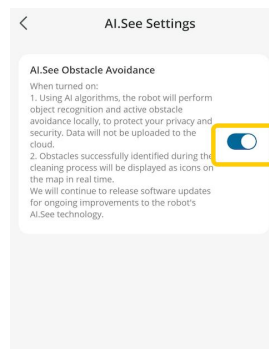 AI.See Settings
AI.See Obstacle Avoidance
When turned on:
1. Using AI algorithms, the robot will perform
object recognition and active obstacle
avoidance locally, to protect your privacy and
security. Data will not be uploaded to the
cloud.
2. Obstacles successfully identified during the
cleaning process will be displayed as icons on
the map in real time.
We will continue to release software updates
for ongoing improvements to the robot's
AI.See technology.